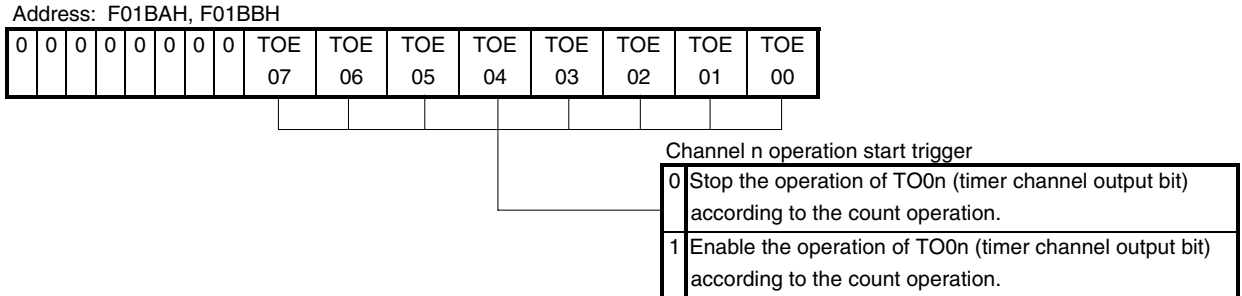 Address: F01BAH, F01BBH
0 0 0 0 0 0 0 0 TOE TOE TOE TOE TOE TOE TOE TOE
07 06 05 04 03 02 01 00
Channel n operation start trigger
0 Stop the operation of TO0n (timer channel output bit)
according to the count operation.
1 Enable the operation of TO0n (timer channel output bit)
according to the count operation.